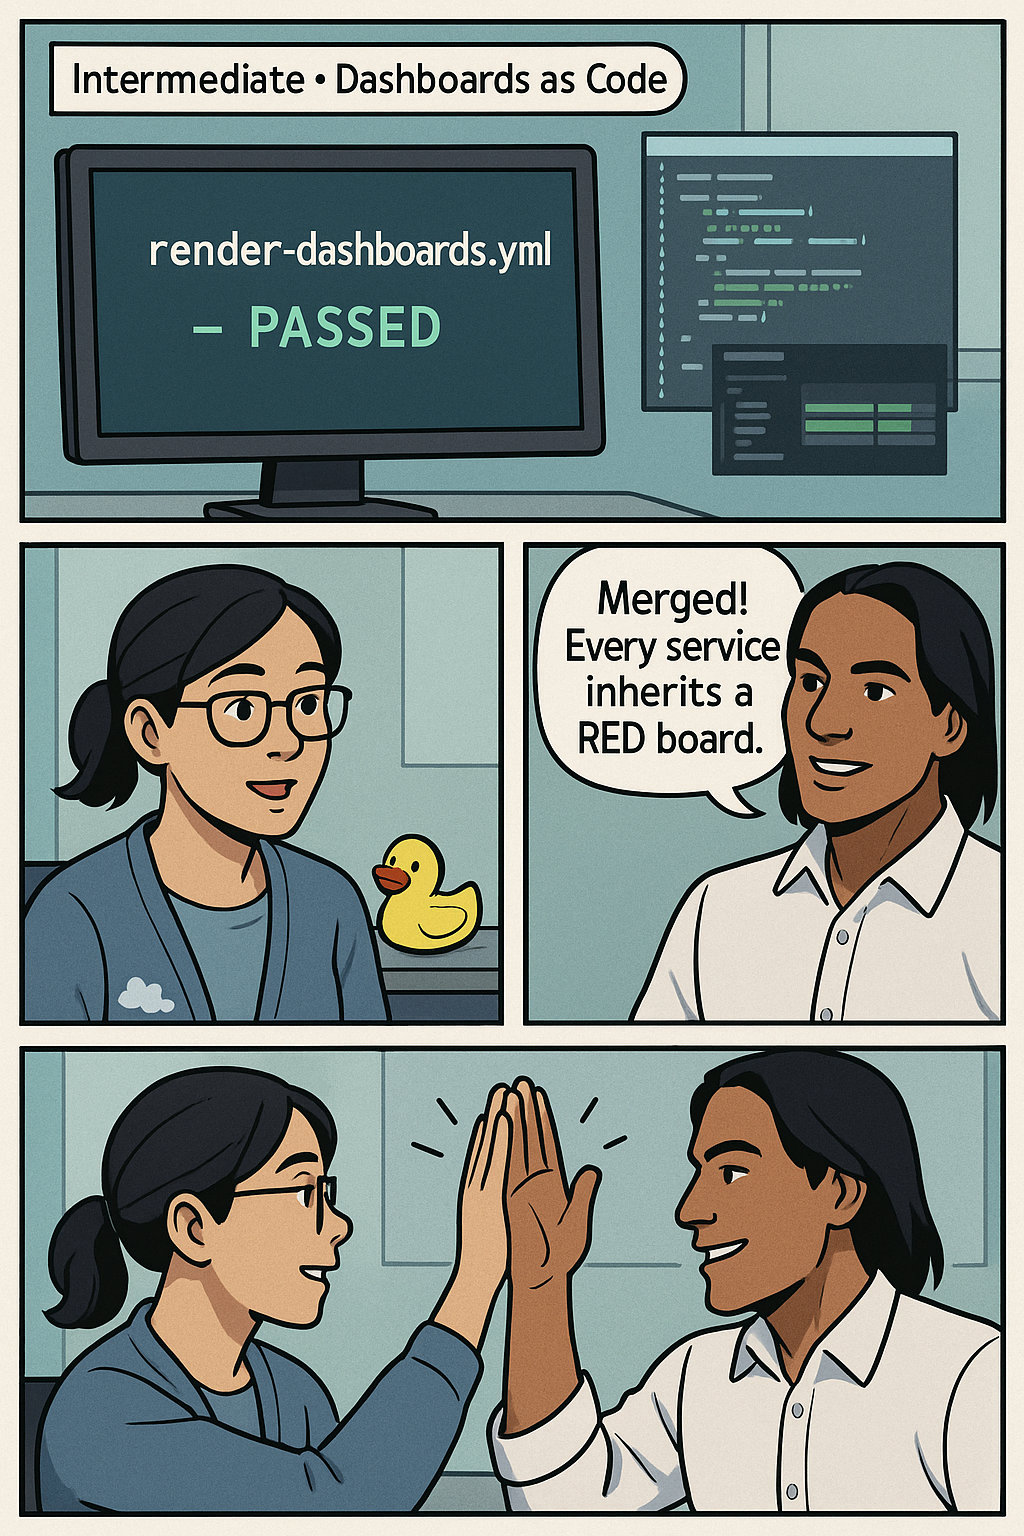 Intermediate • Dashboards as Code
render-dashboards.yml
– PASSED
Merged!
Every service
inherits a
RED board.